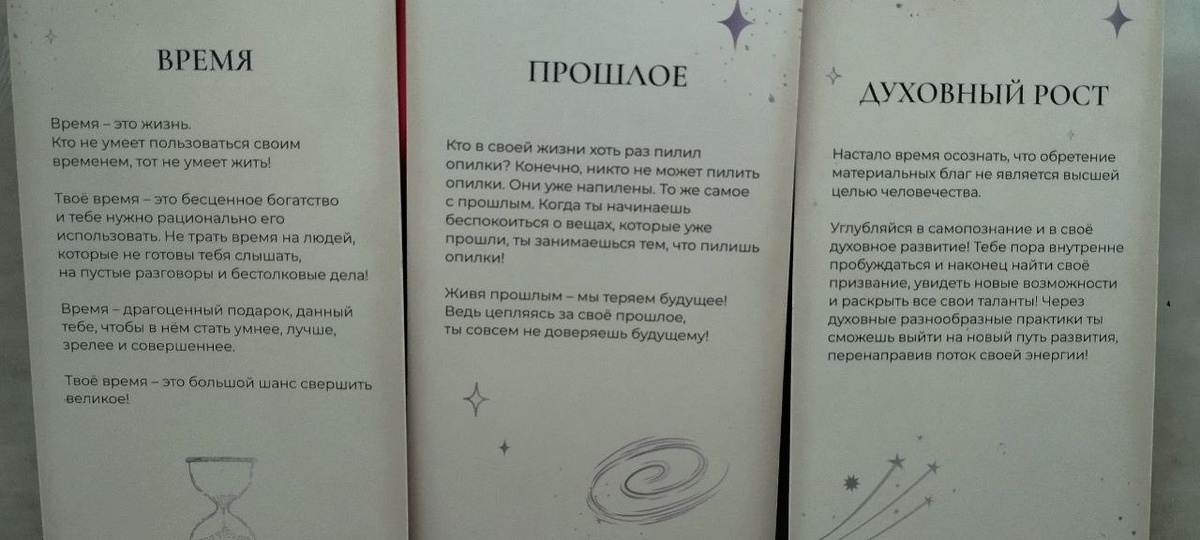 ВРЕМЯ
Время – это жизнь.
Кто не умеет пользоваться своим
временем, тот не умеет жить!
Твоё время – это бесценное богатство
и тебе нужно рационально его
использовать. Не трать время на людей,
которые не готовы тебя слышать,
на пустые разговоры и бестолковые дела!
Время – драгоценный подарок, данный
тебе, чтобы в нём стать умнее, лучше,
зрелее и совершеннее.
Твоё время – это большой шанс свершить
великое!
ПРОШЛОЕ
Кто в своей жизни хоть раз пилил
опилки? Конечно, никто не может пилить
опилки. Они уже напилены. То же самое
с прошлым. Когда ты начинаешь
беспокоиться о вещах, которые уже
прошли, ты занимаешься тем, что пилишь
опилки!
Живя прошлым – мы теряем будущее!
Ведь цепляясь за своё прошлое,
ты совсем не доверяешь будущему!
ДУХОВНЫЙ РОСТ
Настало время осознать, что обретение
материальных благ не является высшей
целью человечества.
Углубляйся в самопознание и в своё
духовное развитие! Тебе пора внутренне
пробуждаться и наконец найти своё
призвание, увидеть новые возможности
и раскрыть все свои таланты! Через
духовные разнообразные практики ты
сможешь выйти на новый путь развития,
перенаправив поток своей энергии!